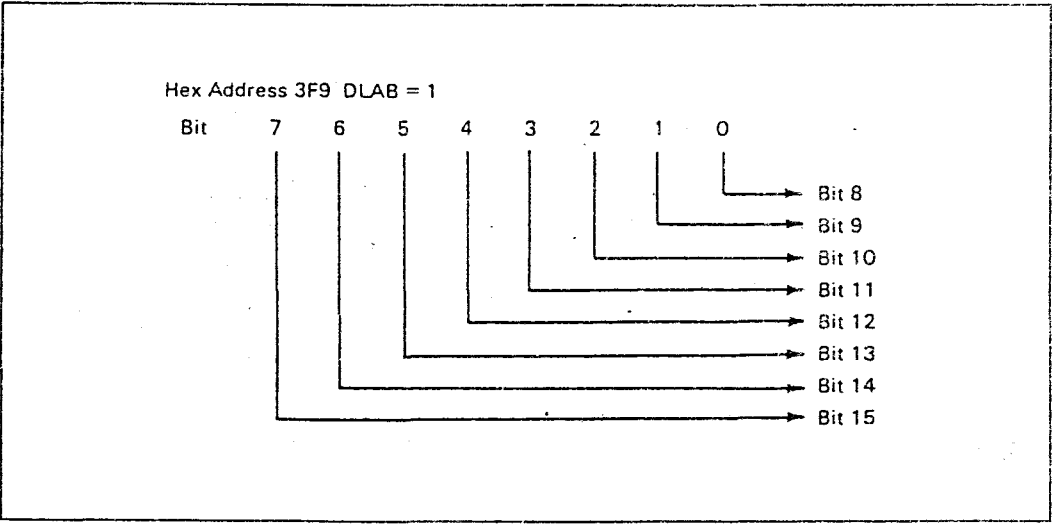 Hex Address 3F9 DLAB = 1
Bit 7 6 5 4 3 2 1 0
Bit 8
Bit 9
Bit 10
Bit 11
Bit 12
Bit 13
Bit 14
Bit 15